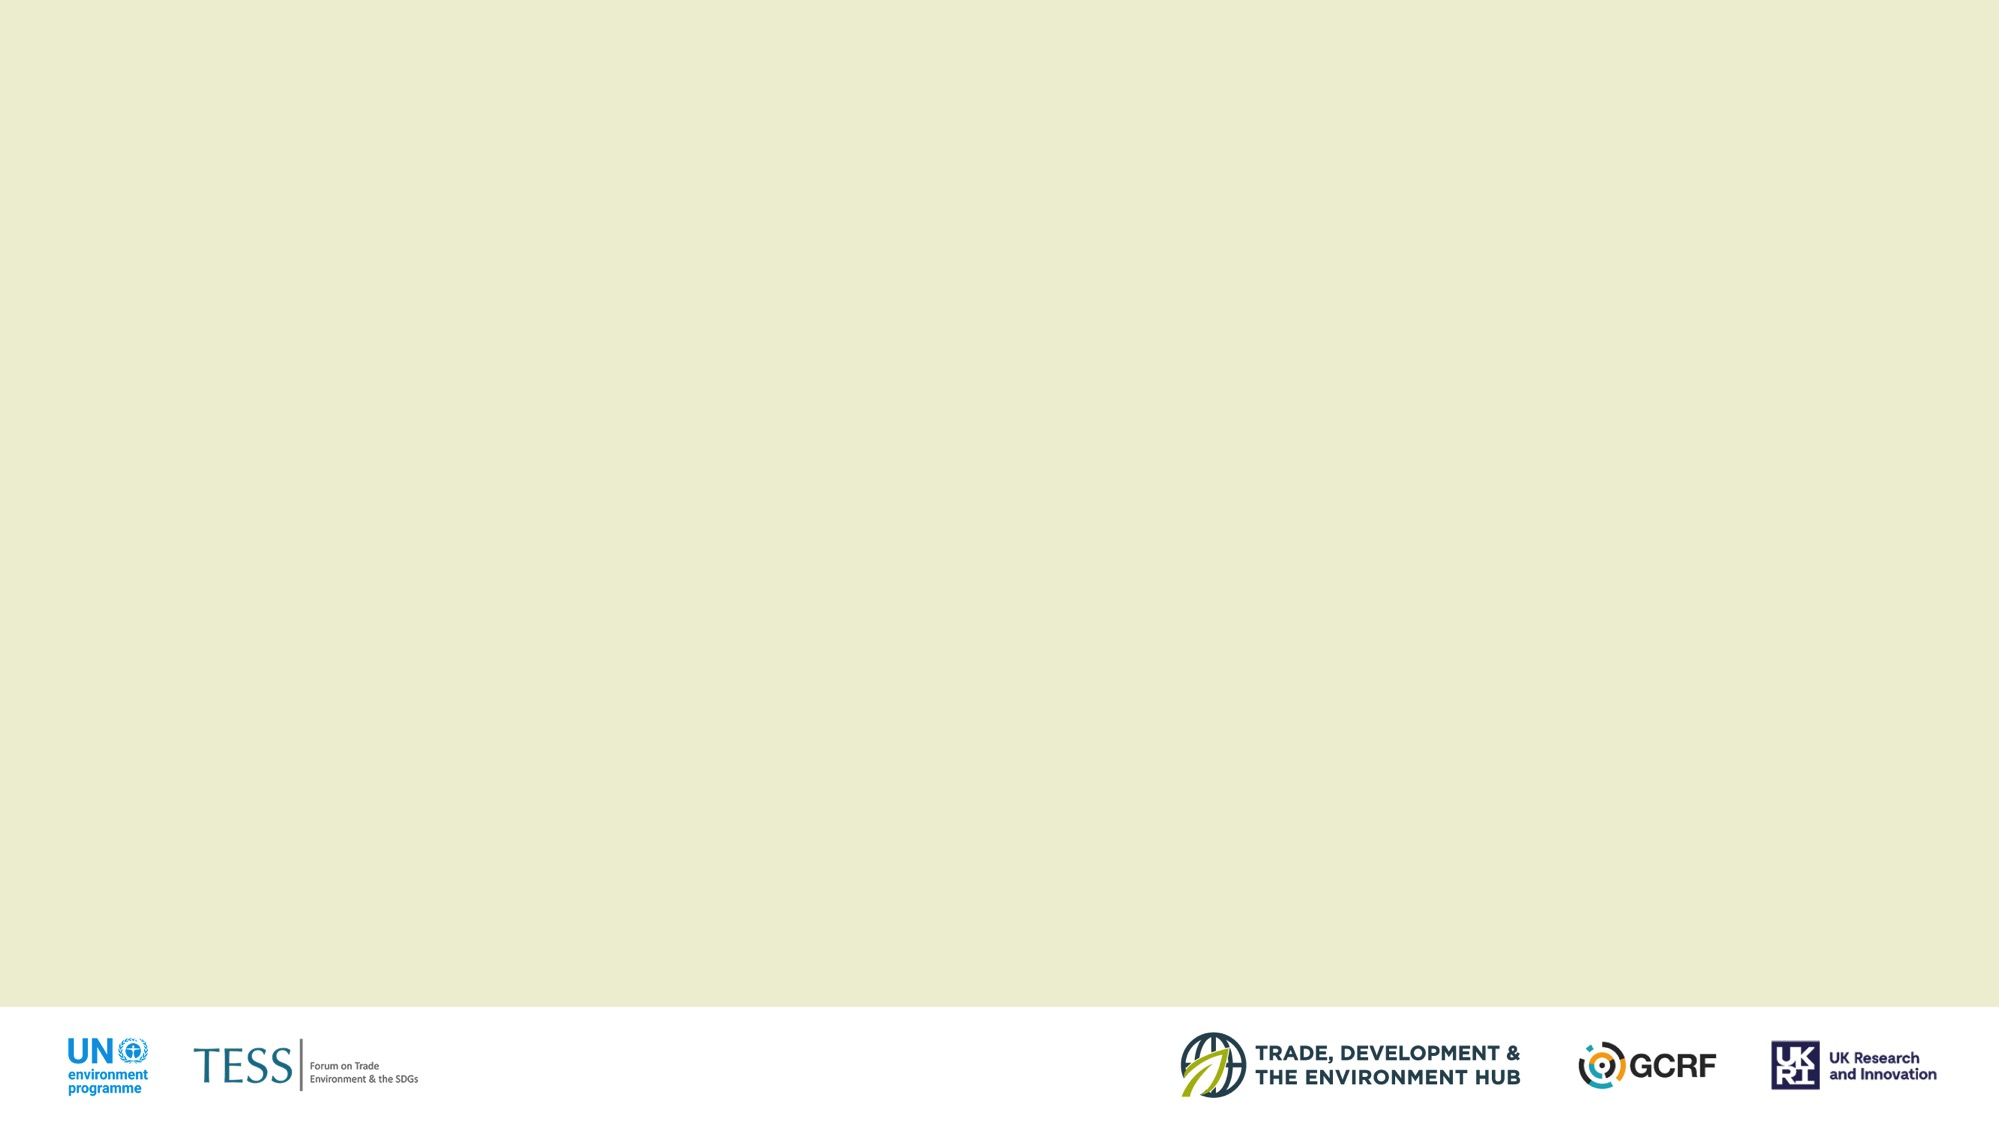 UN
environment
programme
TESS
Forum on Trade
Environment & the SDGs
TRADE, DEVELOPMENT &
THE ENVIRONMENT HUB
GCRF
UK
RI
UK Research
and Innovation